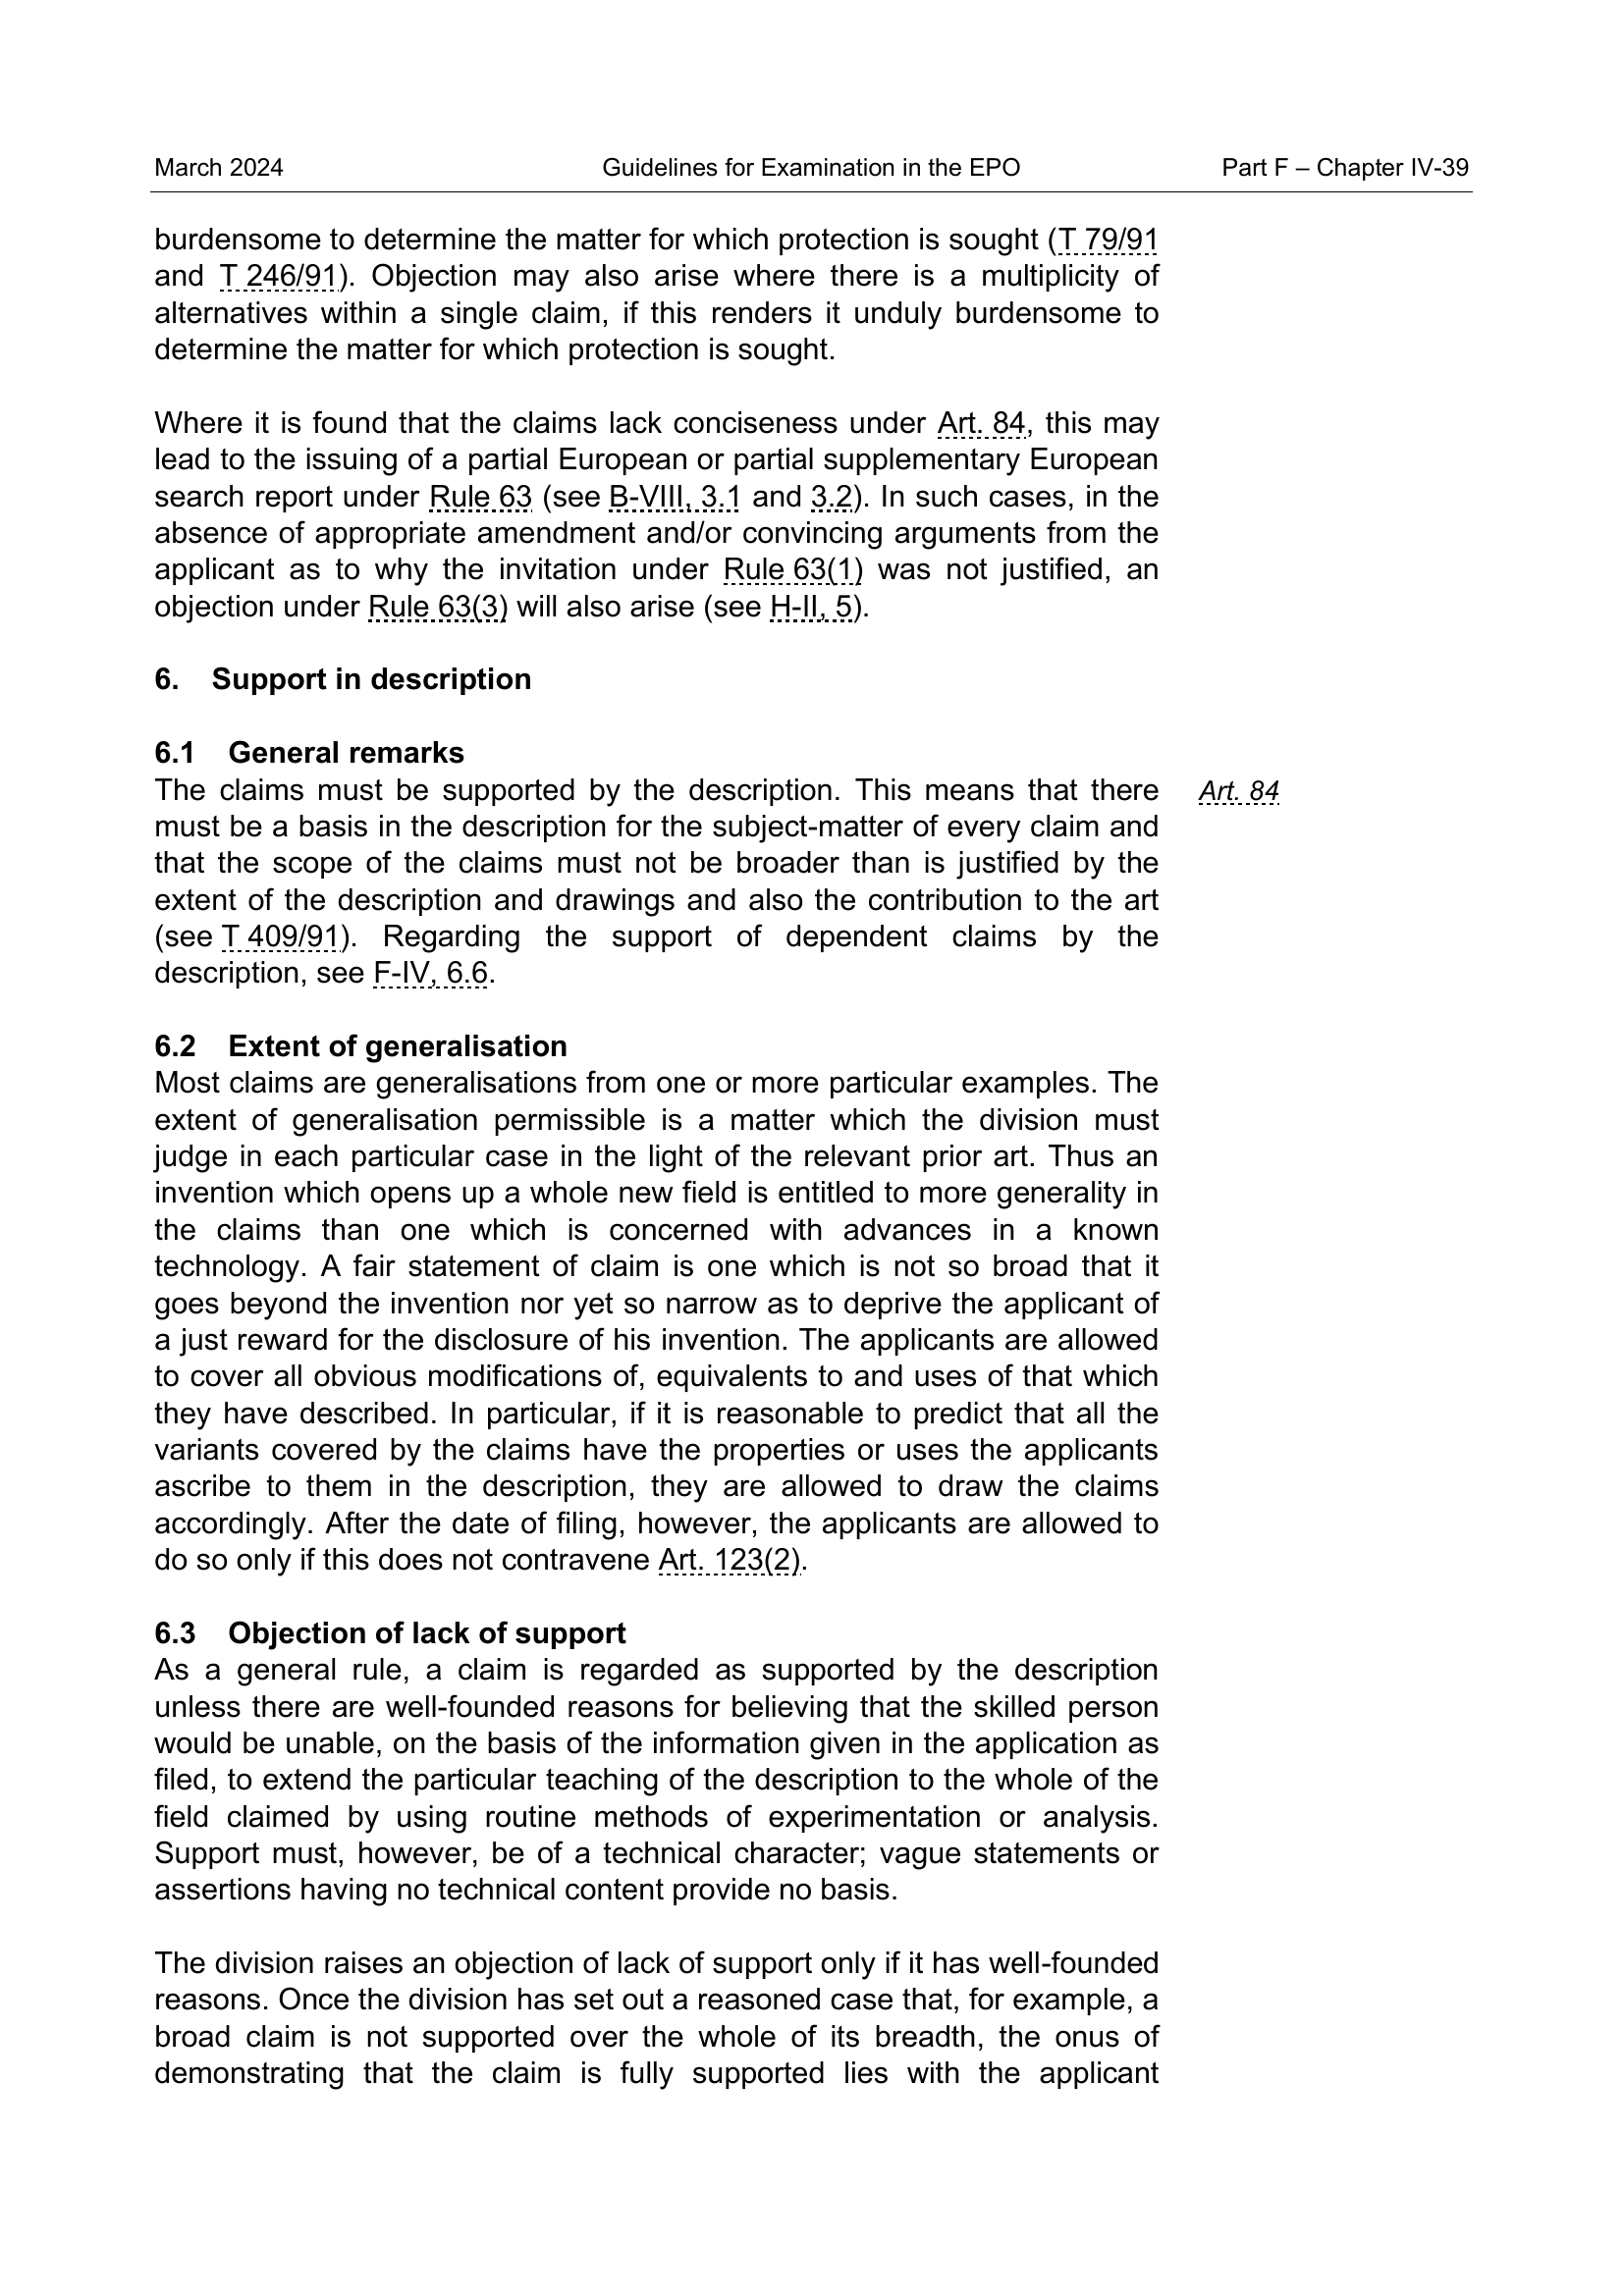 March 2024 Guidelines for Examination in the EPO Part F – Chapter IV-39
burdensome to determine the matter for which protection is sought (T 79/91
and T 246/91). Objection may also arise where there is a multiplicity of
alternatives within a single claim, if this renders it unduly burdensome to
determine the matter for which protection is sought.
Where it is found that the claims lack conciseness under Art. 84, this may
lead to the issuing of a partial European or partial supplementary European
search report under Rule 63 (see B-VIII, 3.1 and 3.2). In such cases, in the
absence of appropriate amendment and/or convincing arguments from the
applicant as to why the invitation under Rule 63(1) was not justified, an
objection under Rule 63(3) will also arise (see H-II, 5).
6. Support in description
6.1 General remarks
The claims must be supported by the description. This means that there Art. 84
must be a basis in the description for the subject-matter of every claim and
that the scope of the claims must not be broader than is justified by the
extent of the description and drawings and also the contribution to the art
(see T 409/91). Regarding the support of dependent claims by the
description, see F-IV, 6.6.
6.2 Extent of generalisation
Most claims are generalisations from one or more particular examples. The
extent of generalisation permissible is a matter which the division must
judge in each particular case in the light of the relevant prior art. Thus an
invention which opens up a whole new field is entitled to more generality in
the claims than one which is concerned with advances in a known
technology. A fair statement of claim is one which is not so broad that it
goes beyond the invention nor yet so narrow as to deprive the applicant of
a just reward for the disclosure of his invention. The applicants are allowed
to cover all obvious modifications of, equivalents to and uses of that which
they have described. In particular, if it is reasonable to predict that all the
variants covered by the claims have the properties or uses the applicants
ascribe to them in the description, they are allowed to draw the claims
accordingly. After the date of filing, however, the applicants are allowed to
do so only if this does not contravene Art. 123(2).
6.3 Objection of lack of support
As a general rule, a claim is regarded as supported by the description
unless there are well-founded reasons for believing that the skilled person
would be unable, on the basis of the information given in the application as
filed, to extend the particular teaching of the description to the whole of the
field claimed by using routine methods of experimentation or analysis.
Support must, however, be of a technical character; vague statements or
assertions having no technical content provide no basis.
The division raises an objection of lack of support only if it has well-founded
reasons. Once the division has set out a reasoned case that, for example, a
broad claim is not supported over the whole of its breadth, the onus of
demonstrating that the claim is fully supported lies with the applicant